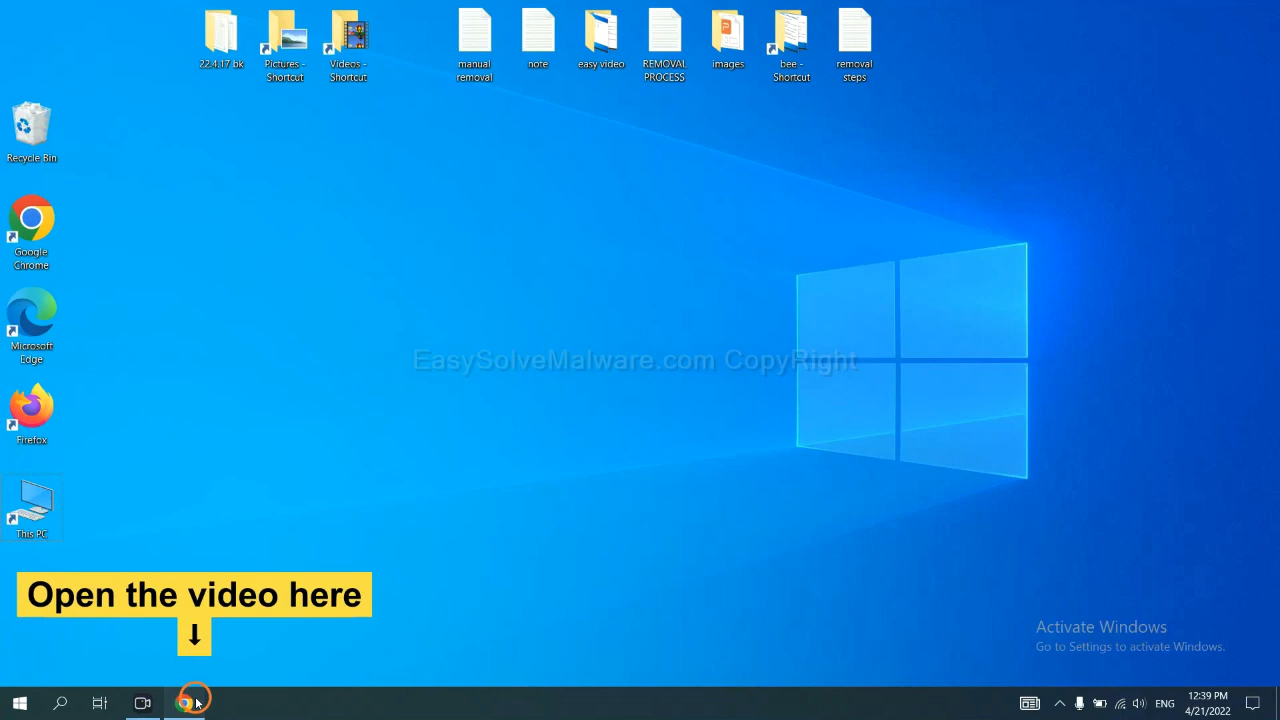 22.4.17 bk
Pictures -
Shortcut
Videos -
Shortcut
manual
removal
note
easy video
REMOVAL
PROCESS
images
bee -
Shortcut
removal
steps
Recycle Bin
Google
Chrome
Microsoft
Edge
Firefox
This PC
EasySolveMalware.com CopyRight
Open the video here
↓
Activate Windows
Go to Settings to activate Windows.
ENG
12:39 PM
4/21/2022